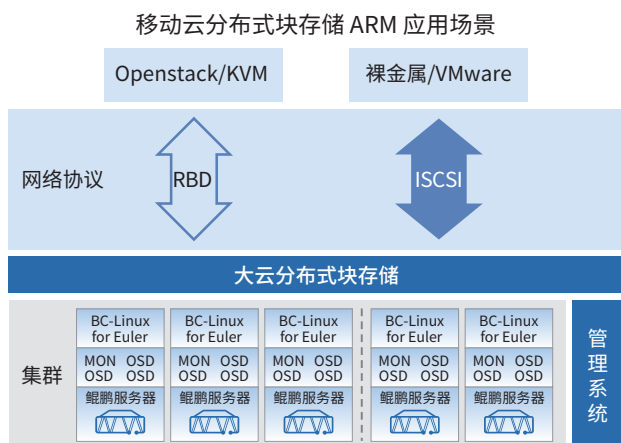 移动云分布式块存储 ARM 应用场景
Openstack/KVM
裸金属/VMware
网络协议
RBD
ISCSI
大云分布式块存储
集群
BC-Linux
for Euler
MON OSD
OSD OSD
鲲鹏服务器
BC-Linux
for Euler
MON OSD
OSD OSD
鲲鹏服务器
BC-Linux
for Euler
MON OSD
OSD OSD
鲲鹏服务器
BC-Linux
for Euler
MON OSD
OSD OSD
鲲鹏服务器
BC-Linux
for Euler
MON OSD
OSD OSD
鲲鹏服务器
管理系统